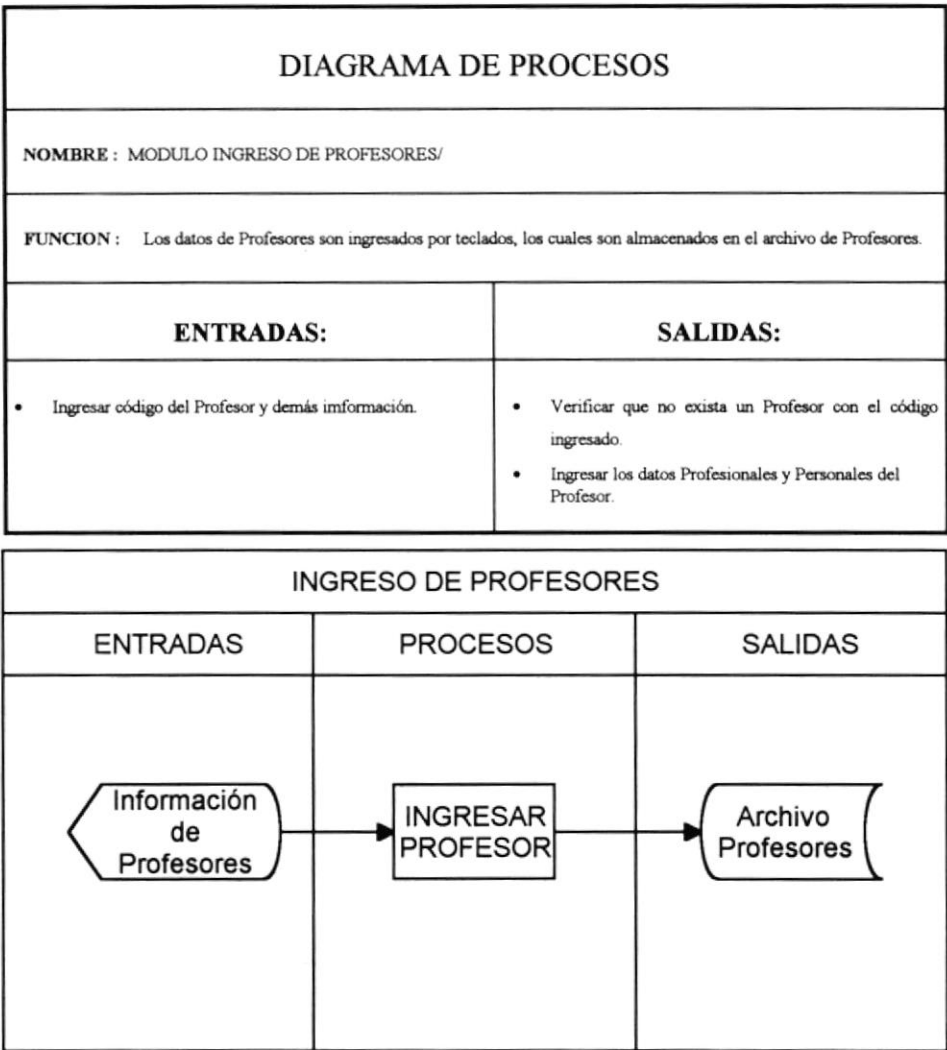 DIAGRAMA DE PROCESOS
NOMBRE : MODULO INGRESO DE PROFESORES/
FUNCION : Los datos de Profesores son ingresados por teclados, los cuales son almacenados en el archivo de Profesores.
ENTRADAS:
SALIDAS:
• Ingresar código del Profesor y demás imformación.
• Verificar que no exista un Profesor con el código
ingresado.
• Ingresar los datos Profesionales y Personales del
Profesor.
INGRESO DE PROFESORES
ENTRADAS
PROCESOS
SALIDAS
Información
de
Profesores
INGRESAR
PROFESOR
Archivo
Profesores